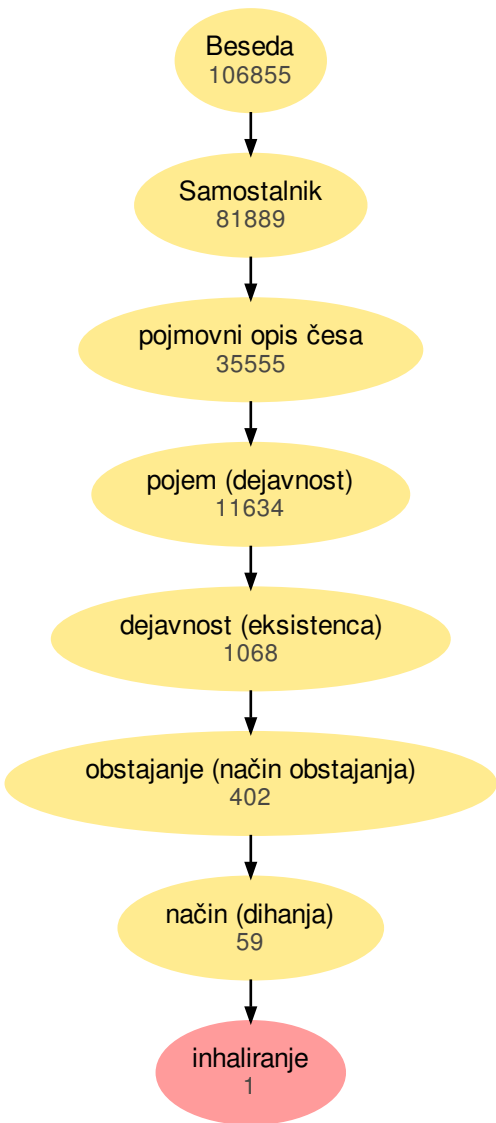 Beseda
106855
Samostalnik
81889
pojmovni opis česa
35555
pojem (dejavnost)
11634
dejavnost (eksistenca)
1068
obstajanje (način obstajanja)
402
način (dihanja)
59
inhaliranje
1